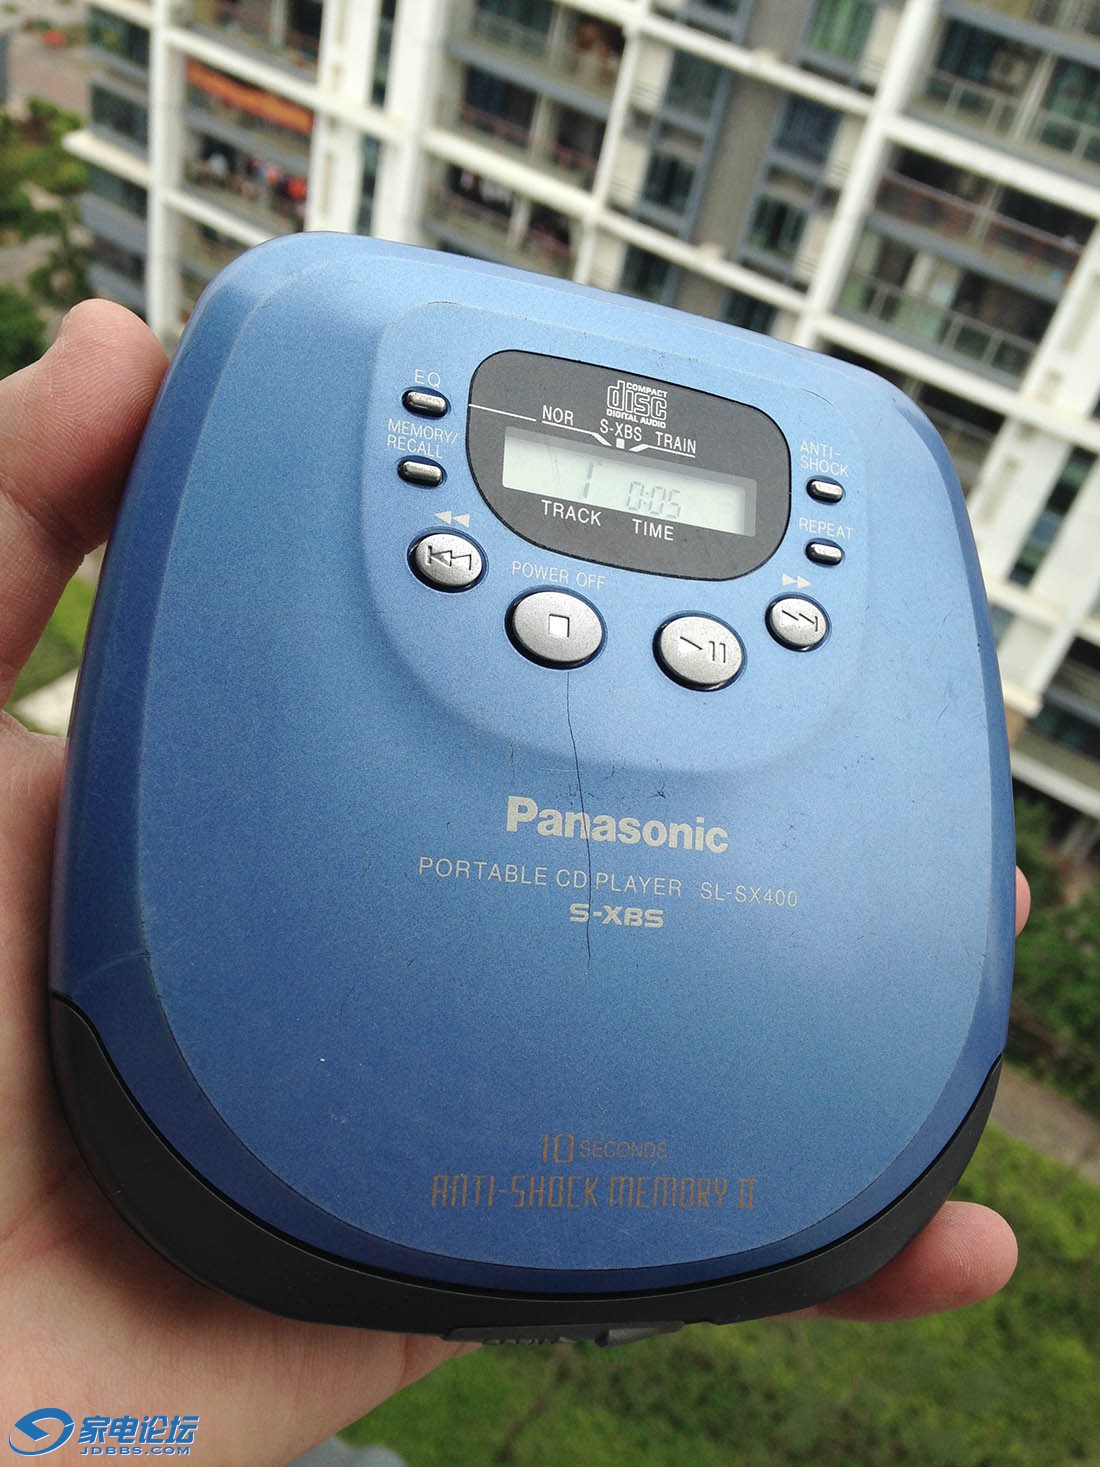 EQ
MEMORY/
RECALL
COMPACT
disc
DIGITAL AUDIO
NOR S-XBS TRAIN
1 0:05
TRACK TIME
ANTI-
SHOCK
REPEAT
POWER OFF
Panasonic
PORTABLE CD PLAYER SL-SX400
S-XBS
10 SECONDS
ANTI-SHOCK MEMORY II
家电论坛
JDBBS.COM